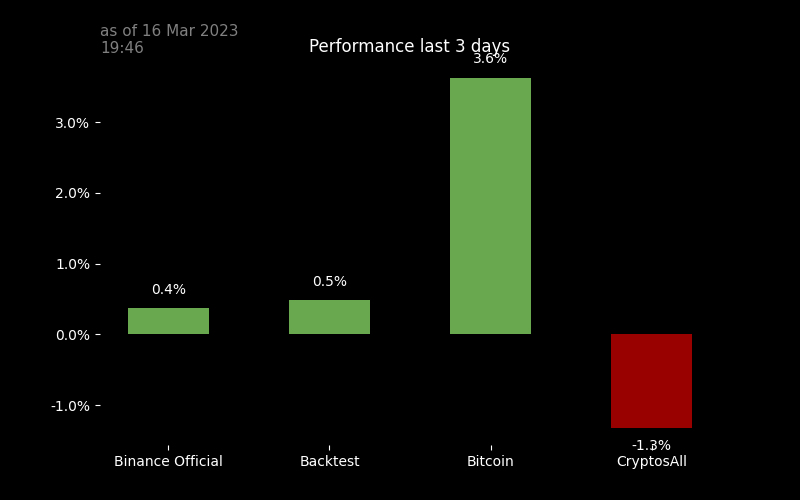 as of 16 Mar 2023
19:46
Performance last 3 days
3.6%
3.0%
2.0%
1.0%
0.5%
0.4%
0.0%
-1.0%
-1.3%
Binance Official
Backtest
Bitcoin
CryptosAll